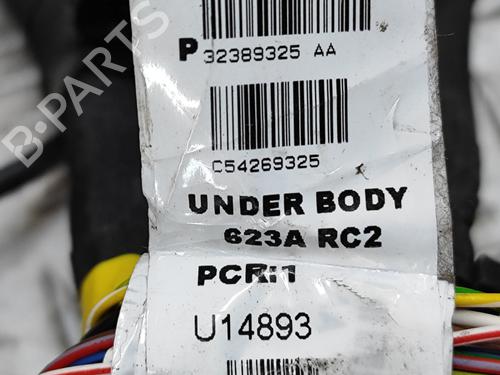 P 32389325 AA
C54269325
UNDER BODY
623A RC2
PCR:1
U14893
B-PARTS